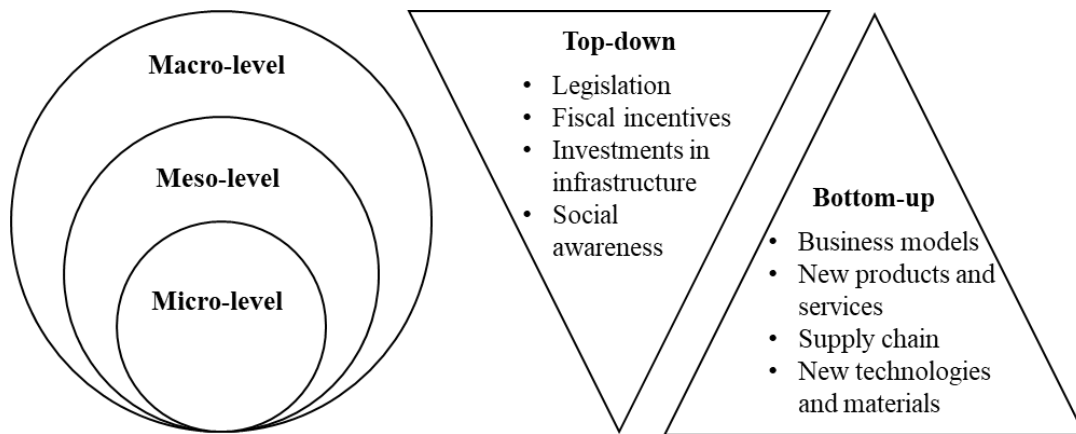 Macro-level
Meso-level
Micro-level
Top-down
• Legislation
• Fiscal incentives
• Investments in
infrastructure
• Social
awareness
Bottom-up
• Business models
• New products and
services
• Supply chain
• New technologies
and materials